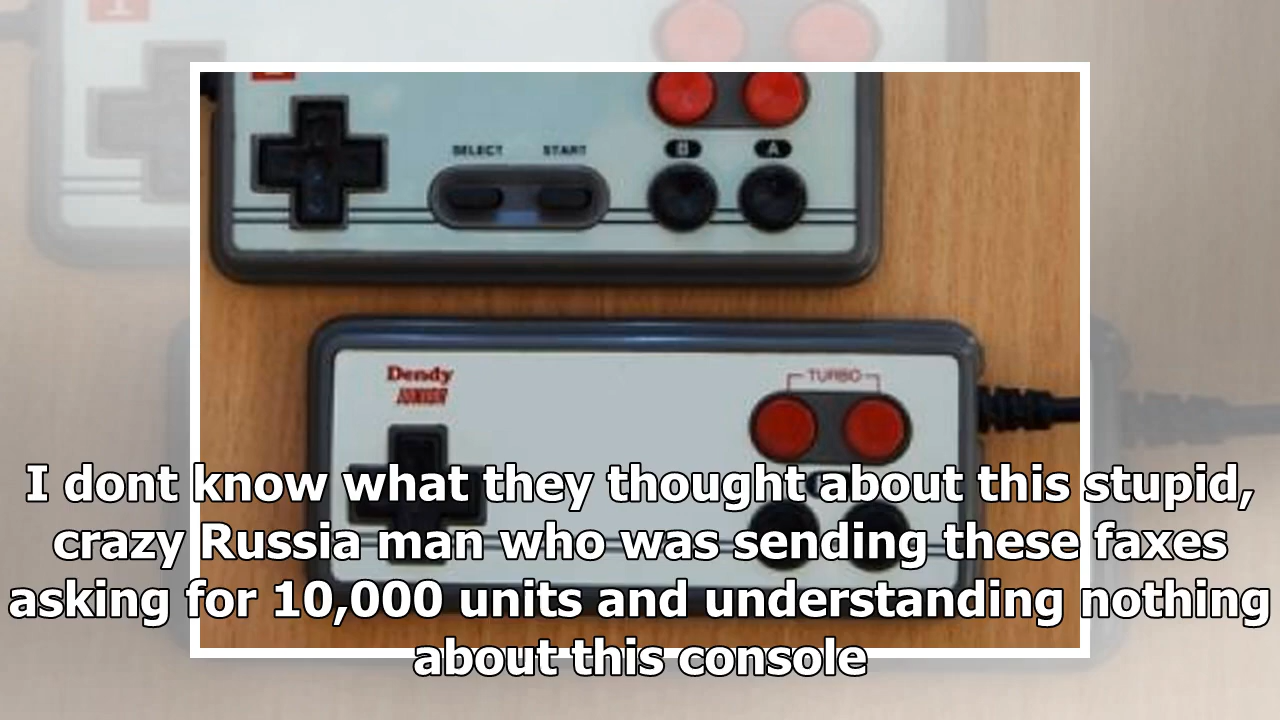 SELECT START
B A
Dendy
TURBO
I dont know what they thought about this stupid,
crazy Russia man who was sending these faxes
asking for 10,000 units and understanding nothing
about this console